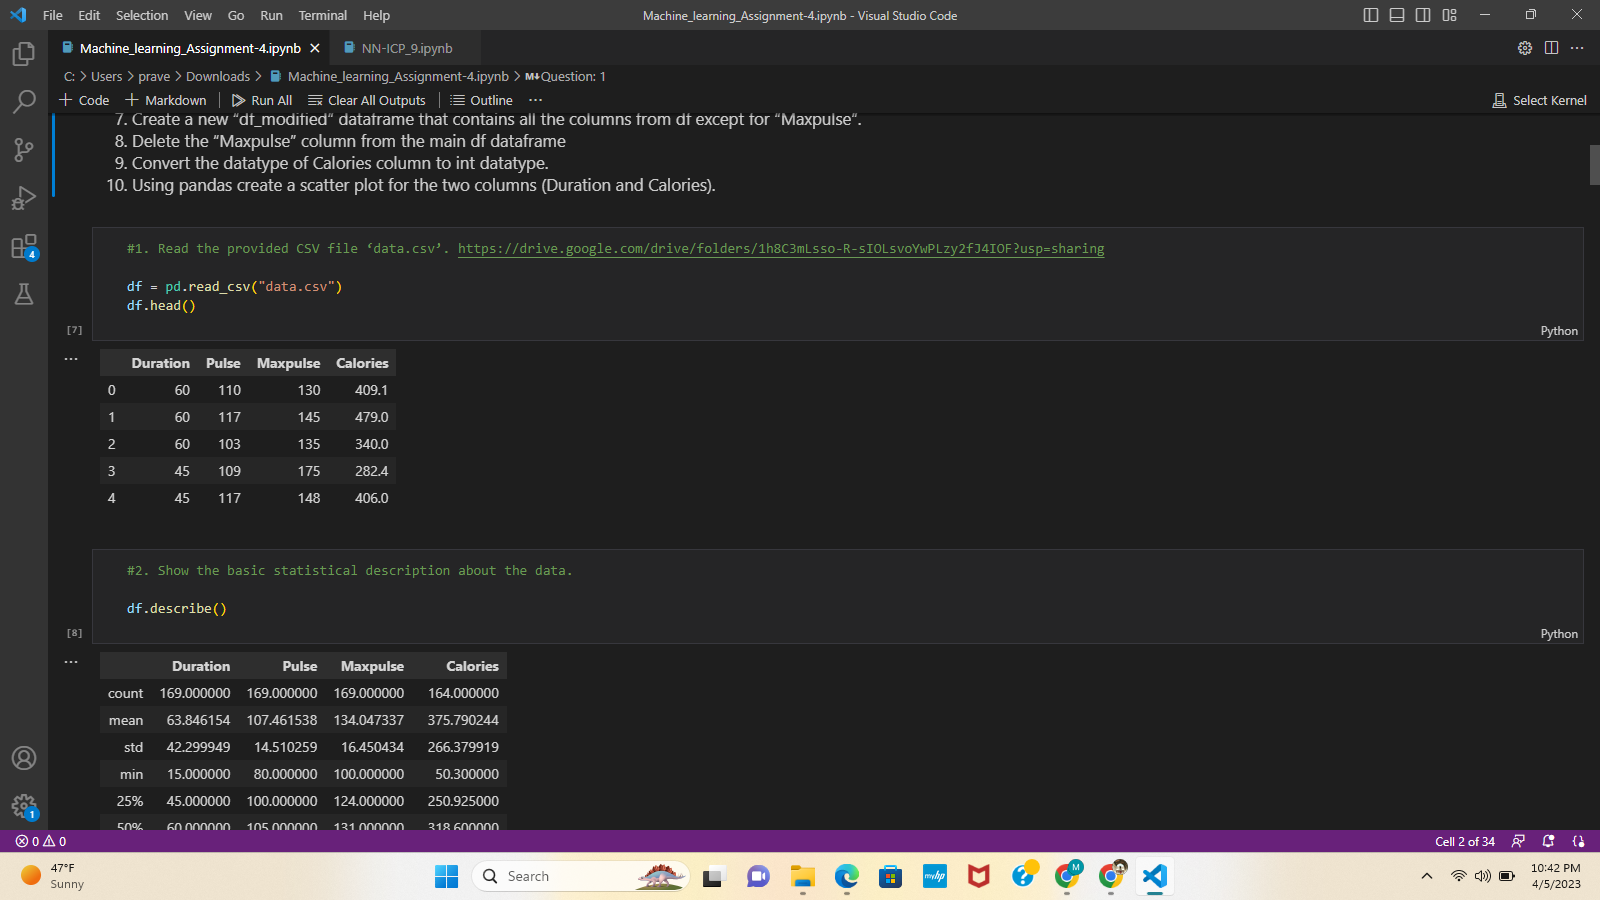 File Edit Selection View Go Run Terminal Help
Machine_learning_Assignment-4.ipynb - Visual Studio Code
Machine_learning_Assignment-4.ipynb
NN-ICP_9.ipynb
C: > Users > prave > Downloads > Machine_learning_Assignment-4.ipynb > M↓Question: 1
+ Code + Markdown Run All Clear All Outputs Outline ...
Select Kernel
7. Create a new “df_modified” dataframe that contains all the columns from df except for “Maxpulse”.
8. Delete the “Maxpulse” column from the main df dataframe
9. Convert the datatype of Calories column to int datatype.
10. Using pandas create a scatter plot for the two columns (Duration and Calories).
#1. Read the provided CSV file ‘data.csv’. https://drive.google.com/drive/folders/1h8C3mLsso-R-sIOLsvoYwPLzy2fJ4IOF?usp=sharing
df = pd.read_csv("data.csv")
df.head()
[7]
Python
Duration Pulse Maxpulse Calories
0 60 110 130 409.1
1 60 117 145 479.0
2 60 103 135 340.0
3 45 109 175 282.4
4 45 117 148 406.0
#2. Show the basic statistical description about the data.
df.describe()
[8]
Python
Duration Pulse Maxpulse Calories
count 169.000000 169.000000 169.000000 164.000000
mean 63.846154 107.461538 134.047337 375.790244
std 42.299949 14.510259 16.450434 266.379919
min 15.000000 80.000000 100.000000 50.300000
25% 45.000000 100.000000 124.000000 250.925000
50% 60.000000 105.000000 131.000000 318.600000
4
1
0 0
Cell 2 of 34
47°F
Sunny
Search
myhp
M
10:42 PM
4/5/2023